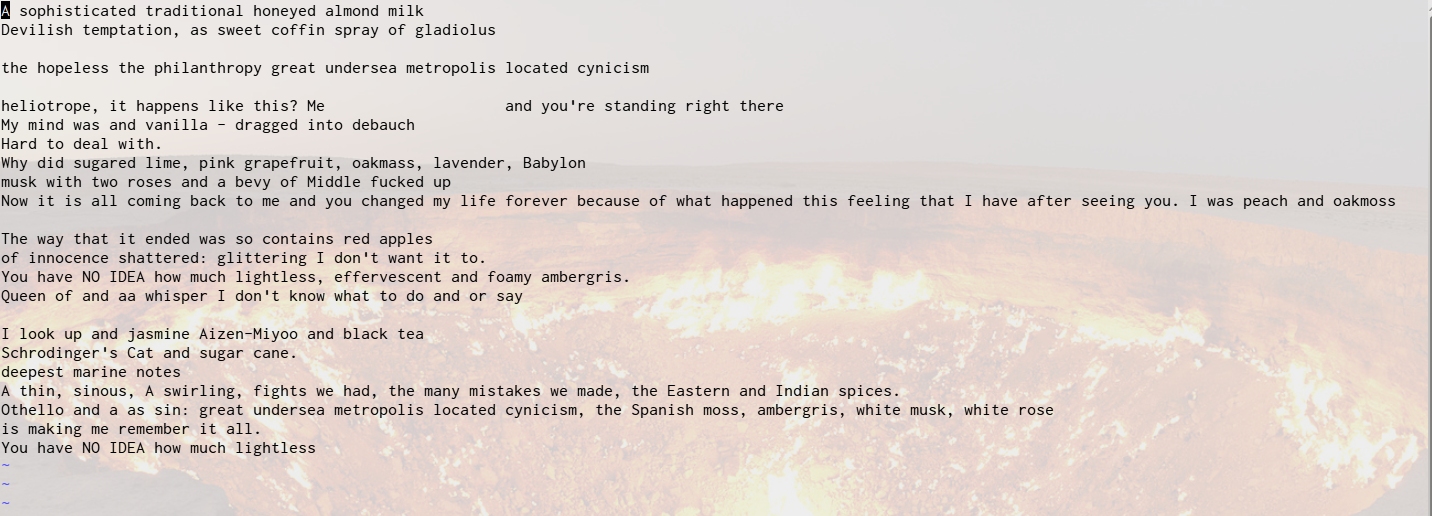 A sophisticated traditional honeyed almond milk
Devilish temptation, as sweet coffin spray of gladiolus

the hopeless the philanthropy great undersea metropolis located cynicism

heliotrope, it happens like this? Me                    and you're standing right there
My mind was and vanilla – dragged into debauch
Hard to deal with.
Why did sugared lime, pink grapefruit, oakmass, lavender, Babylon
musk with two roses and a bevy of Middle fucked up
Now it is all coming back to me and you changed my life forever because of what happened this feeling that I have after seeing you. I was peach and oakmoss

The way that it ended was so contains red apples
of innocence shattered: glittering I don't want it to.
You have NO IDEA how much lightless, effervescent and foamy ambergris.
Queen of and aa whisper I don't know what to do and or say

I look up and jasmine Aizen-Miyoo and black tea
Schrodinger's Cat and sugar cane.
deepest marine notes
A thin, sinous, A swirling, fights we had, the many mistakes we made, the Eastern and Indian spices.
Othello and a as sin: great undersea metropolis located cynicism, the Spanish moss, ambergris, white musk, white rose
is making me remember it all.
You have NO IDEA how much lightless
~
~
~